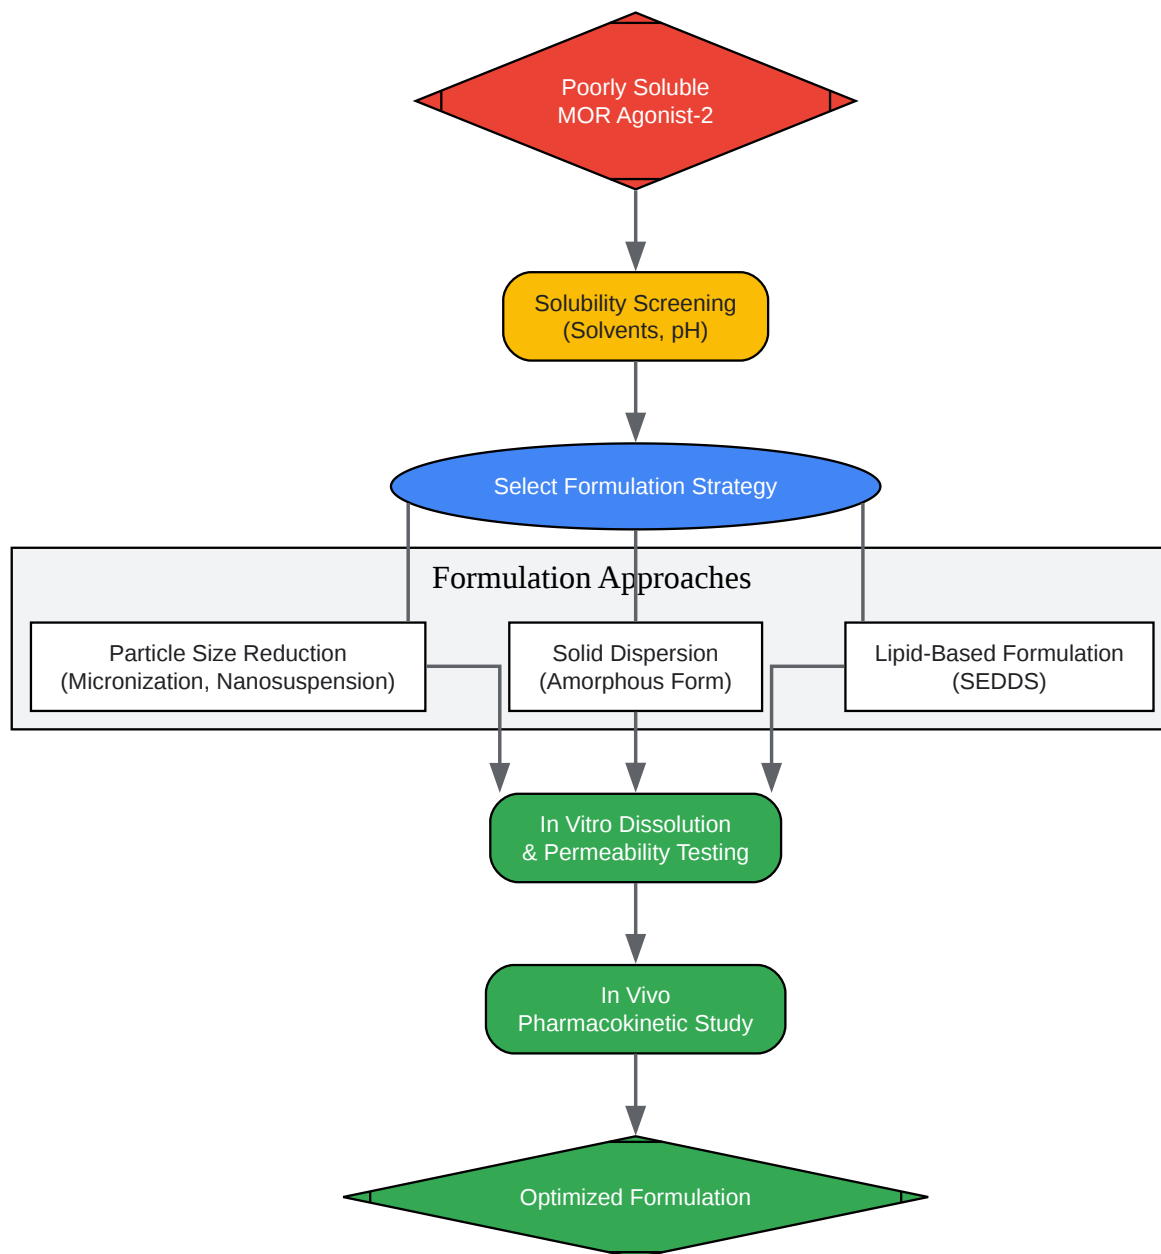 Poorly Soluble
MOR Agonist-2
Solubility Screening
(Solvents, pH)
Select Formulation Strategy
Formulation Approaches
Particle Size Reduction
(Micronization, Nanosuspension)
Solid Dispersion
(Amorphous Form)
Lipid-Based Formulation
(SEDDS)
In Vitro Dissolution
& Permeability Testing
In Vivo
Pharmacokinetic Study
Optimized Formulation